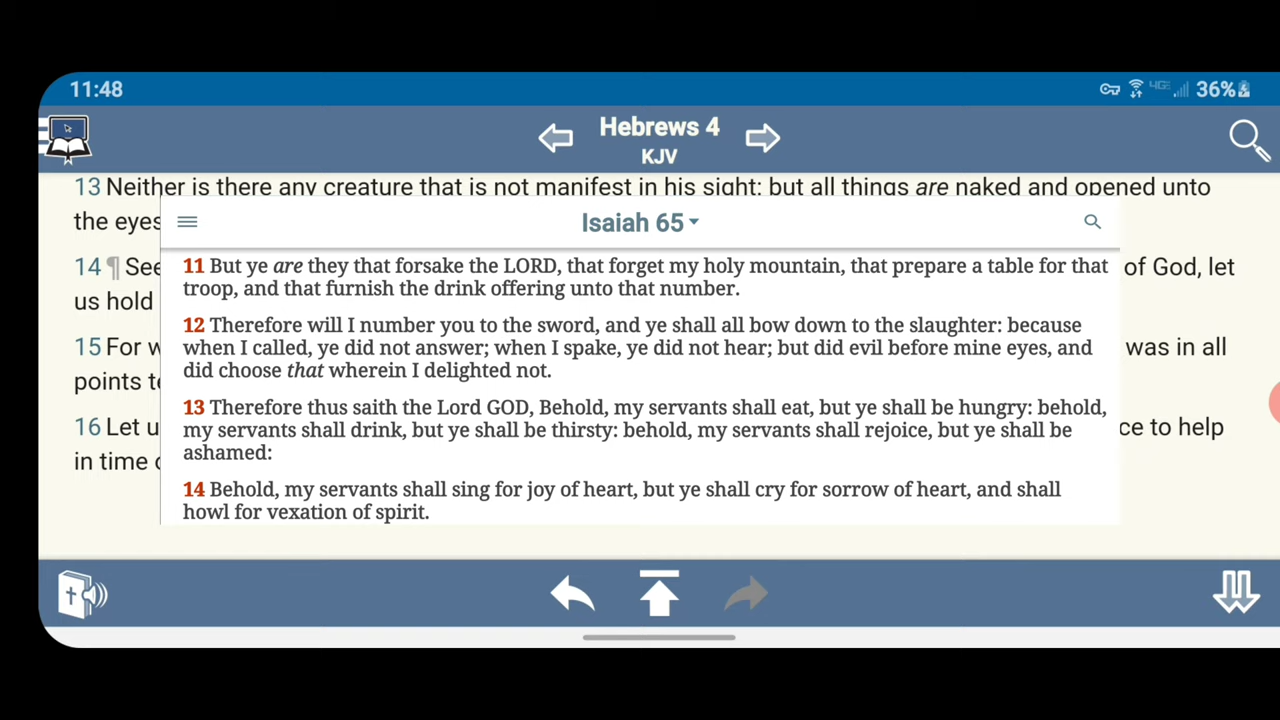 11:48
36%
Hebrews 4
KJV
13 Neither is there any creature that is not manifest in his sight: but all things are naked and opened unto
the eyes
Isaiah 65
11 But ye are they that forsake the LORD, that forget my holy mountain, that prepare a table for that
troop, and that furnish the drink offering unto that number.
14 ¶ See
of God, let
us hold
12 Therefore will I number you to the sword, and ye shall all bow down to the slaughter: because
when I called, ye did not answer; when I spake, ye did not hear; but did evil before mine eyes, and
did choose that wherein I delighted not.
15 For w
was in all
points te
13 Therefore thus saith the Lord GOD, Behold, my servants shall eat, but ye shall be hungry: behold,
my servants shall drink, but ye shall be thirsty: behold, my servants shall rejoice, but ye shall be
ashamed:
16 Let u
ce to help
in time
14 Behold, my servants shall sing for joy of heart, but ye shall cry for sorrow of heart, and shall
howl for vexation of spirit.